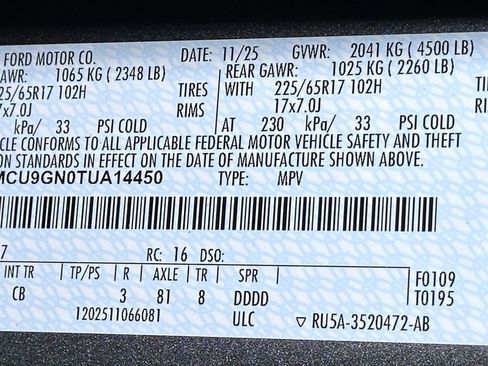 FORD MOTOR CO. DATE: 11/25 GVWR: 2041 KG (4500 LB)
GAWR: 1065 KG (2348 LB) REAR GAWR: 1025 KG (2260 LB)
225/65R17 102H TIRES WITH 225/65R17 102H TIRES
17x7.0J RIMS 17x7.0J RIMS
kPa/ 33 PSI COLD AT 230 kPa/ 33 PSI COLD
CLE CONFORMS TO ALL APPLICABLE FEDERAL MOTOR VEHICLE SAFETY AND THEFT
ON STANDARDS IN EFFECT ON THE DATE OF MANUFACTURE SHOWN ABOVE.
MCU9GN0TUA14450 TYPE: MPV
7 RC: 16 DSO:
INT TR TP/PS R AXLE TR SPR F0109
CB 3 81 8 DDDD T0195
1202511066081 ULC ▽ RU5A-3520472-AB